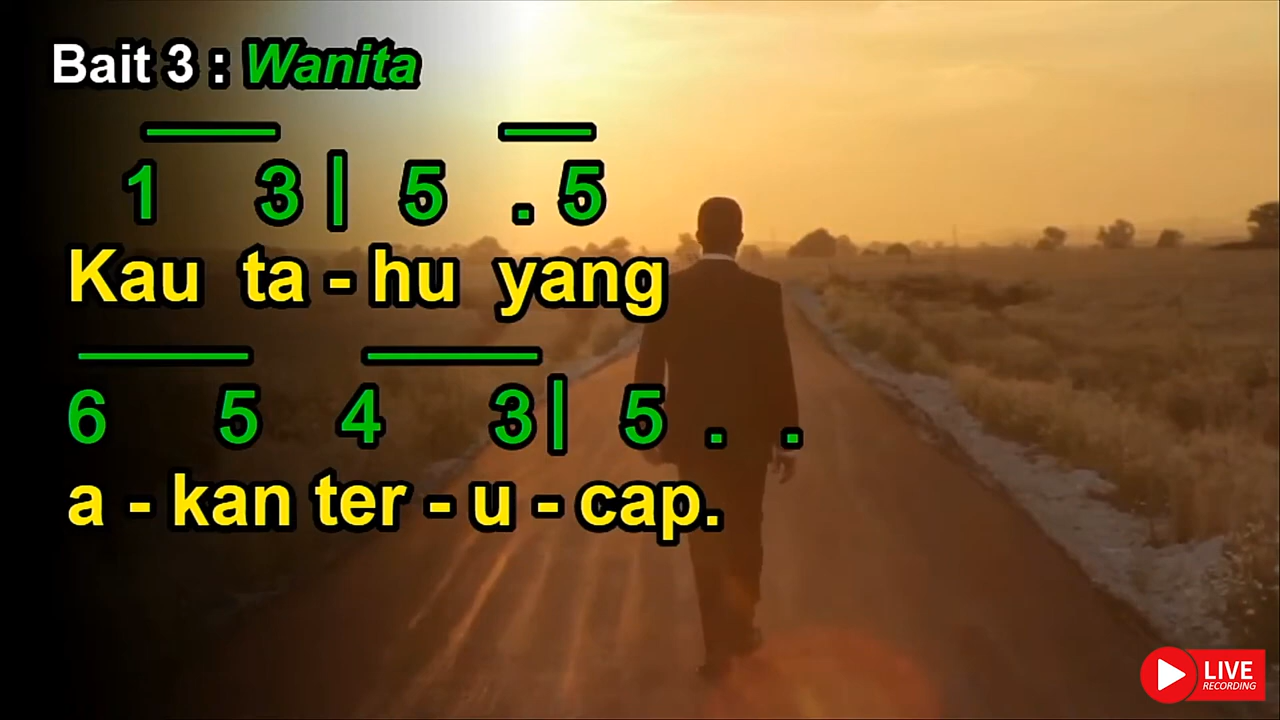 Bait 3 : Wanita
1 3 | 5 . 5
Kau ta - hu yang
6 5 4 3 | 5 . .
a - kan ter - u - cap.
LIVE
RECORDING